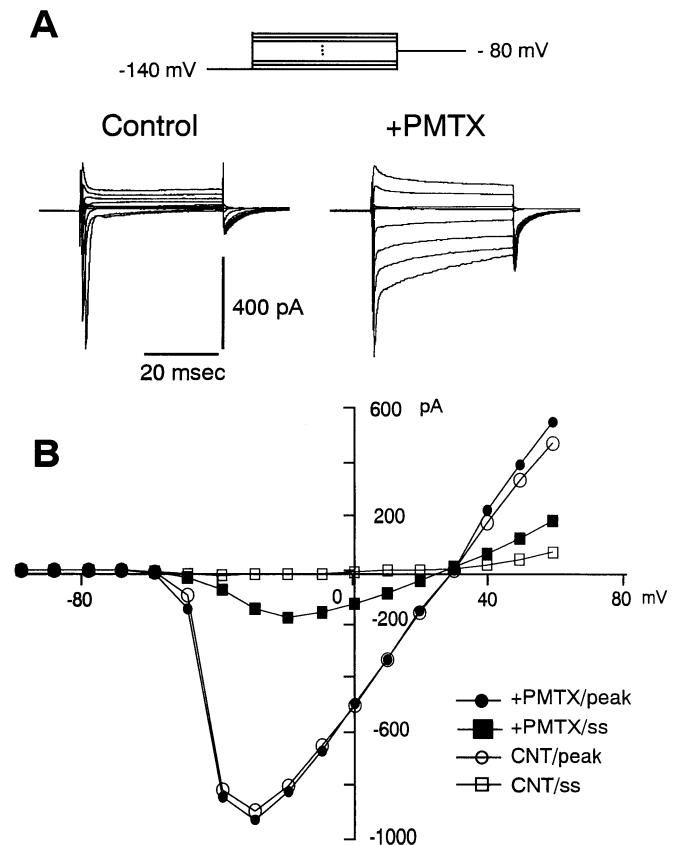 A
-140 mV
- 80 mV
Control
+PMTX
400 pA
20 msec
B
600 pA
200
-80
0
40
80 mV
-200
-600
-1000
+PMTX/peak
+PMTX/ss
CNT/peak
CNT/ss